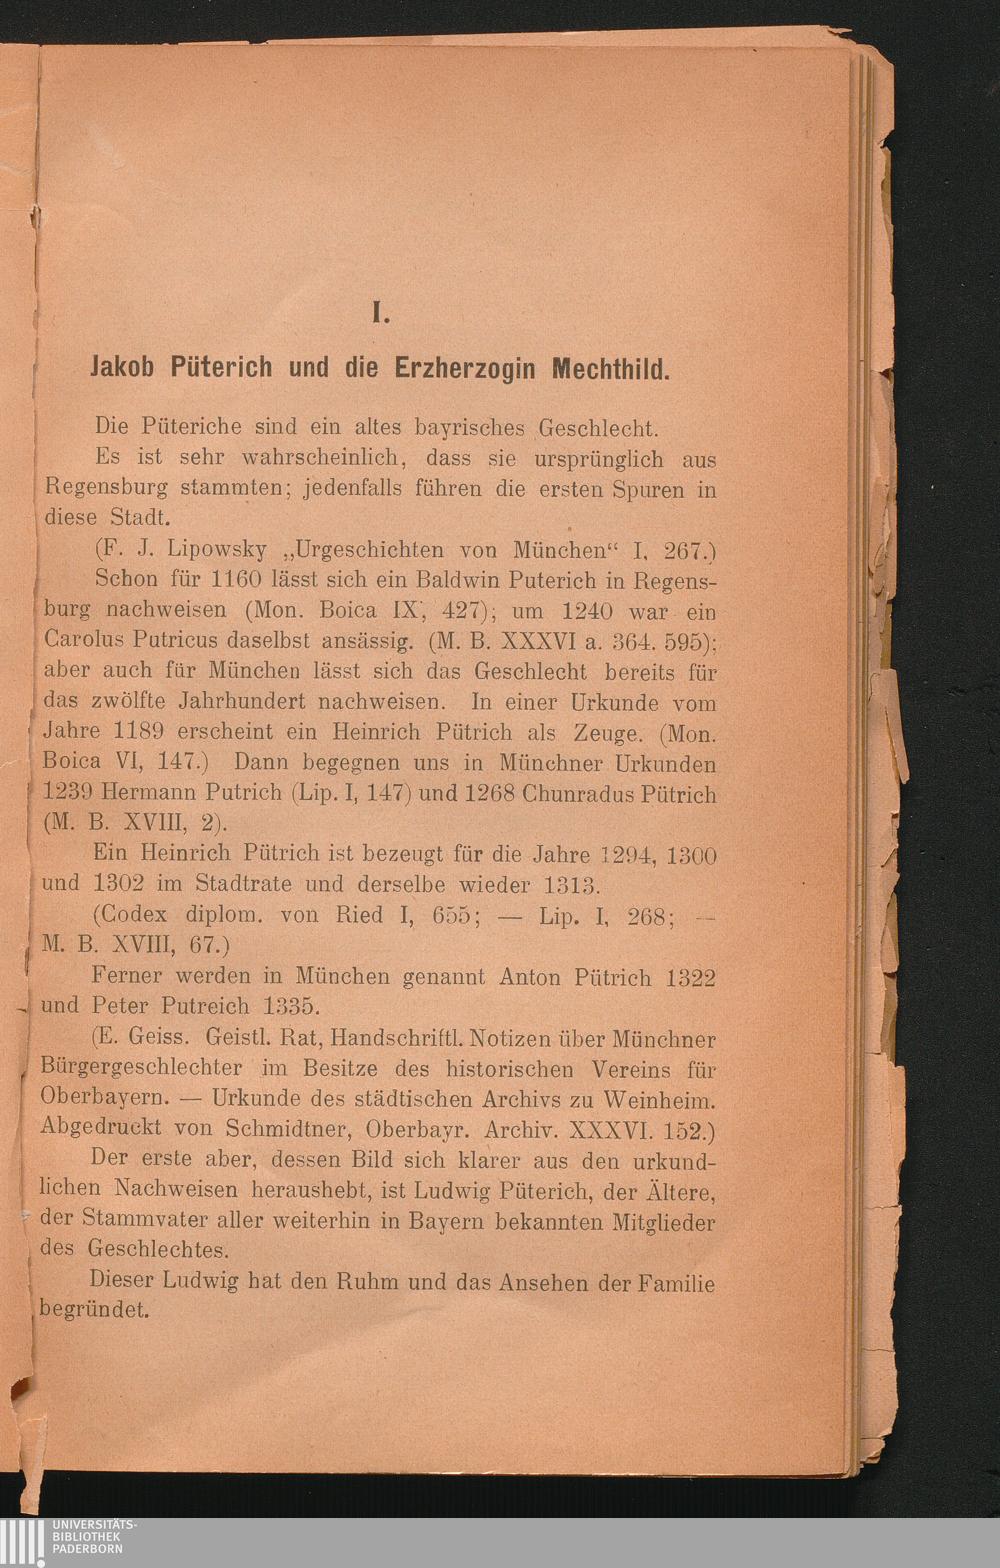 I.
Jakob Püterich und die Erzherzogin Mechthild.
Die Püteriche sind ein altes bayrisches Geschlecht.
Es ist sehr wahrscheinlich, dass sie ursprünglich aus
Regensburg stammten; jedenfalls führen die ersten Spuren in
diese Stadt.
(F. J. Lipowsky „Urgeschichten von München“ I, 267.)
Schon für 1160 lässt sich ein Baldwin Puterich in Regens-
burg nachweisen (Mon. Boica IX, 427); um 1240 war ein
Carolus Putricus daselbst ansässig. (M. B. XXXVI a. 364. 595);
aber auch für München lässt sich das Geschlecht bereits für
das zwölfte Jahrhundert nachweisen. In einer Urkunde vom
Jahre 1189 erscheint ein Heinrich Pütrich als Zeuge. (Mon.
Boica VI, 147.) Dann begegnen uns in Münchner Urkunden
1239 Hermann Putrich (Lip. I, 147) und 1268 Chunradus Pütrich
(M. B. XVIII, 2).
Ein Heinrich Pütrich ist bezeugt für die Jahre 1294, 1300
und 1302 im Stadtrate und derselbe wieder 1313.
(Codex diplom. von Ried I, 655; — Lip. I, 268; —
M. B. XVIII, 67.)
Ferner werden in München genannt Anton Pütrich 1322
und Peter Putreich 1335.
(E. Geiss. Geistl. Rat, Handschriftl. Notizen über Münchner
Bürgergeschlechter im Besitze des historischen Vereins für
Oberbayern. — Urkunde des städtischen Archivs zu Weinheim.
Abgedruckt von Schmidtner, Oberbayr. Archiv. XXXVI. 152.)
Der erste aber, dessen Bild sich klarer aus den urkund-
lichen Nachweisen heraushebt, ist Ludwig Püterich, der Ältere,
der Stammvater aller weiterhin in Bayern bekannten Mitglieder
des Geschlechtes.
Dieser Ludwig hat den Ruhm und das Ansehen der Familie
begründet.
UNIVERSITÄTS-
BIBLIOTHEK
PADERBORN